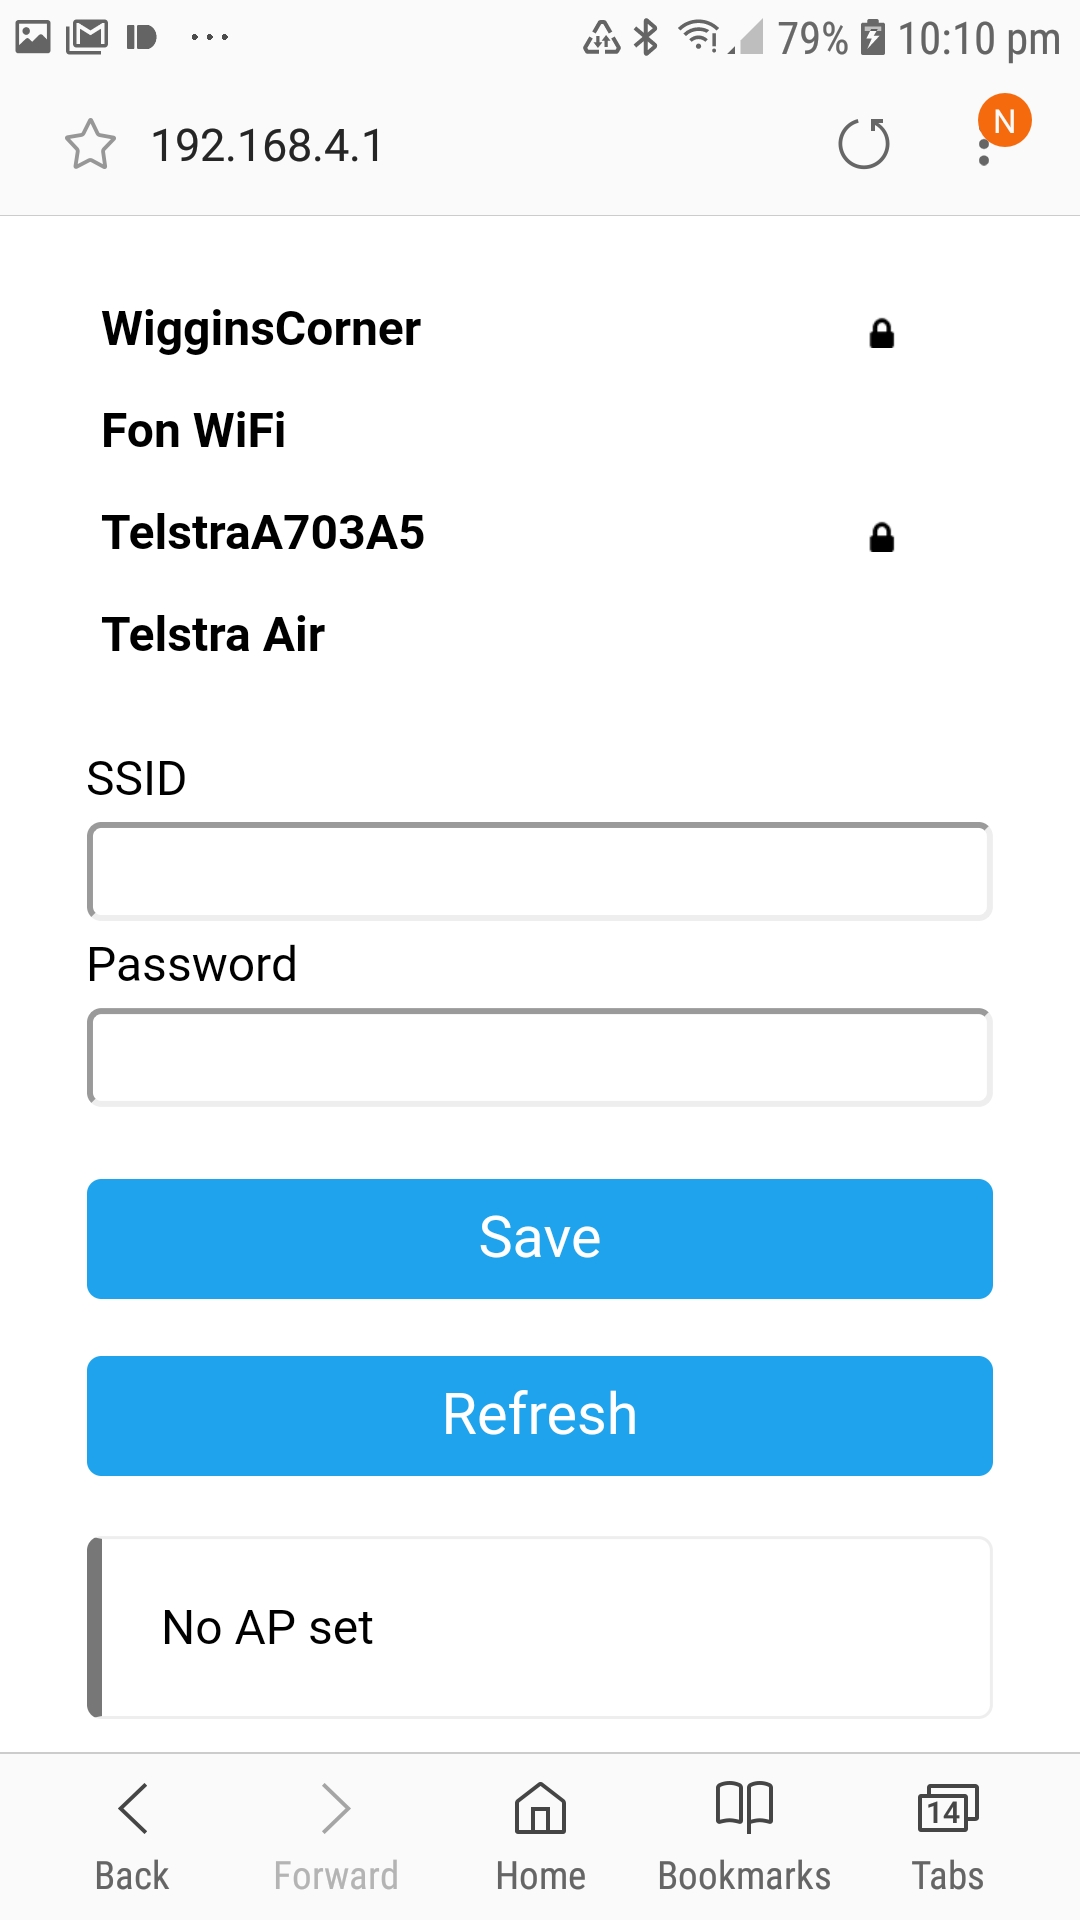 79% 10:10 pm
192.168.4.1
N
WigginsCorner
Fon WiFi
TelstraA703A5
Telstra Air
SSID
Password
Save
Refresh
No AP set
14
Back Forward Home Bookmarks Tabs